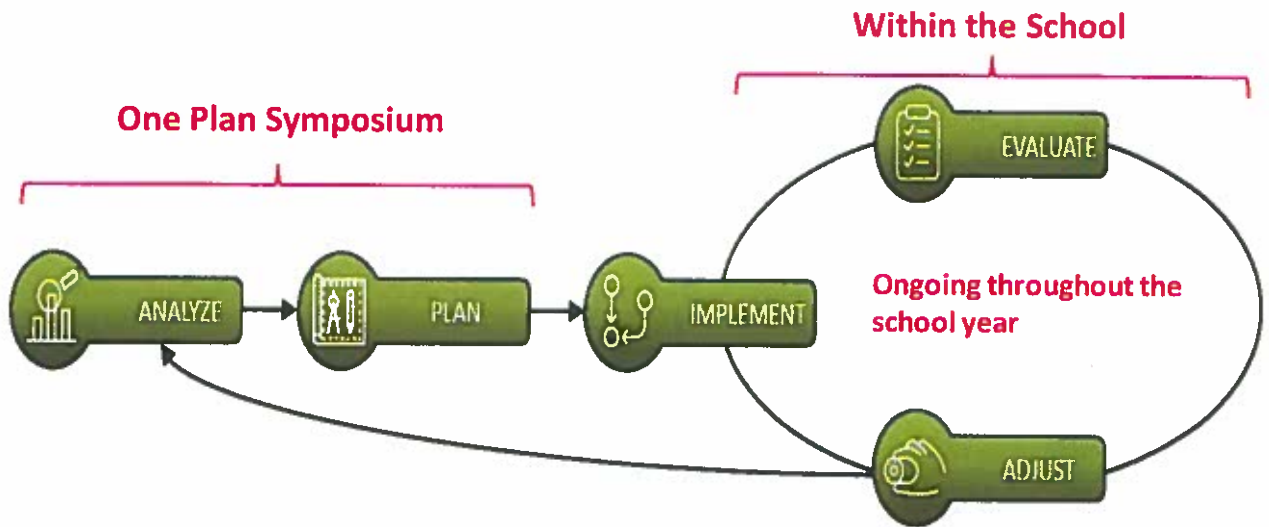 Within the School
One Plan Symposium
EVALUATE
ANALYZE
PLAN
IMPLEMENT
Ongoing throughout the
school year
ADJUST